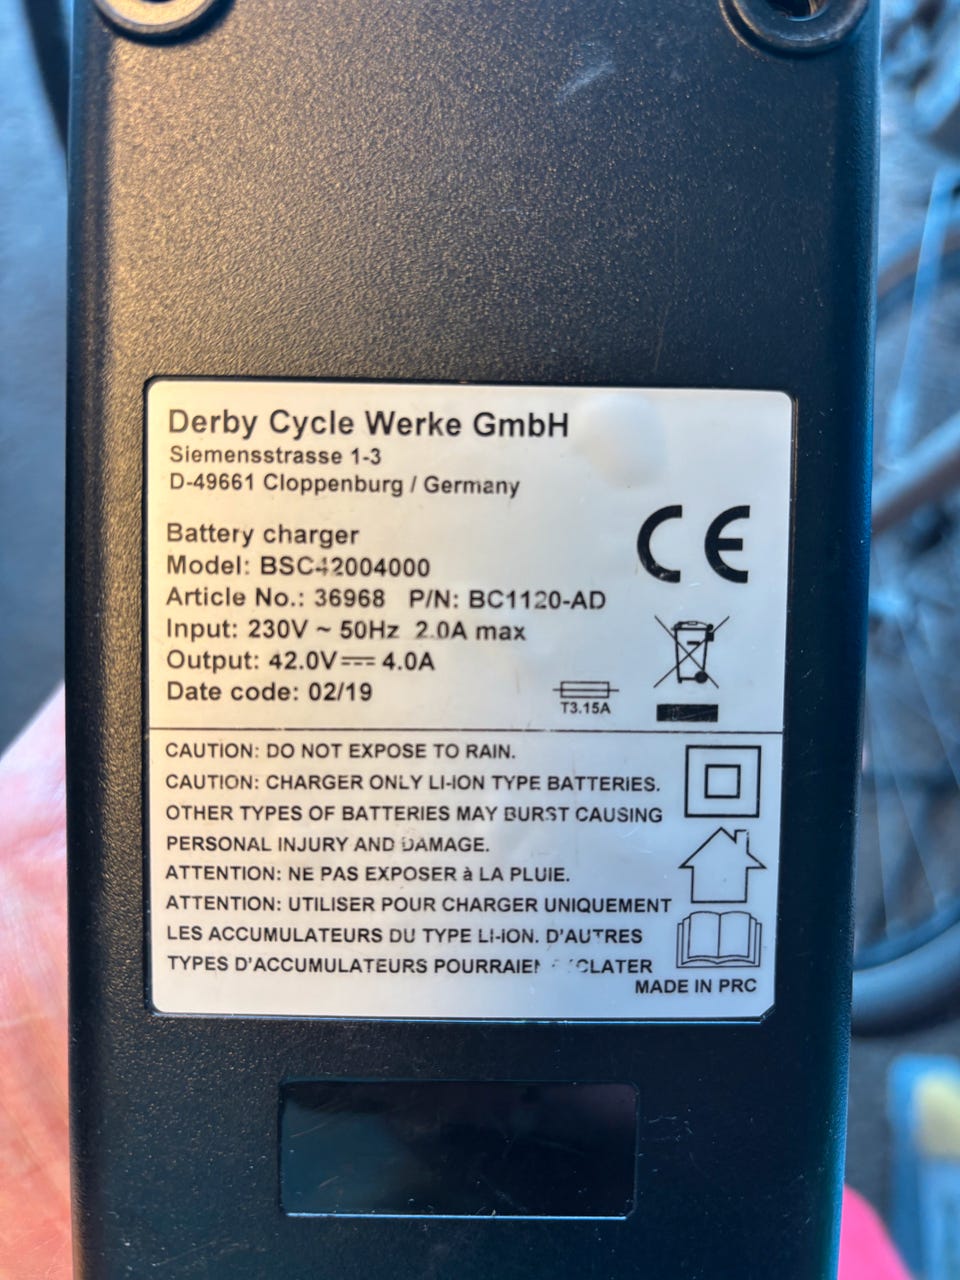 Derby Cycle Werke GmbH
Siemensstrasse 1-3
D-49661 Cloppenburg / Germany
Battery charger
Model: BSC42004000
Article No.: 36968 P/N: BC1120-AD
Input: 230V ~ 50Hz 2.0A max
Output: 42.0V⎓ 4.0A
Date code: 02/19
CE
T3.15A
CAUTION: DO NOT EXPOSE TO RAIN.
CAUTION: CHARGER ONLY LI-ION TYPE BATTERIES.
OTHER TYPES OF BATTERIES MAY BURST CAUSING
PERSONAL INJURY AND DAMAGE.
ATTENTION: NE PAS EXPOSER à LA PLUIE.
ATTENTION: UTILISER POUR CHARGER UNIQUEMENT
LES ACCUMULATEURS DU TYPE LI-ION. D'AUTRES
TYPES D'ACCUMULATEURS
MADE IN PRC